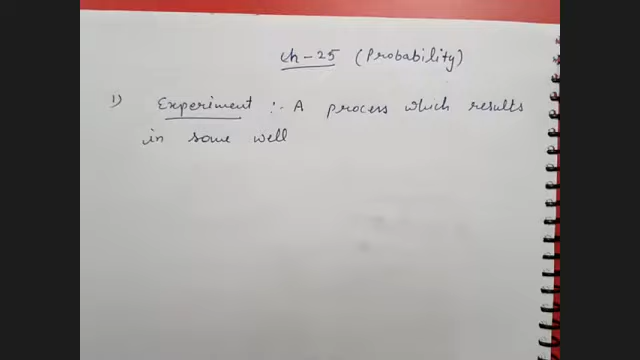 Ch-25 (Probability)
1) Experiment :- A process which results
in some well